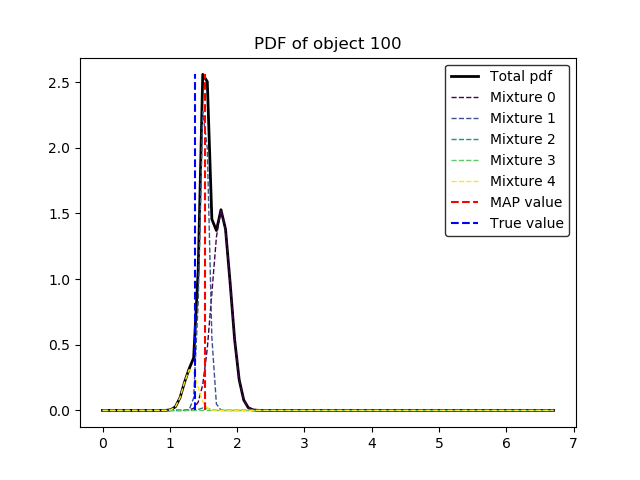 PDF of object 100
Total pdf
Mixture 0
Mixture 1
Mixture 2
Mixture 3
Mixture 4
MAP value
True value
2.5
2.0
1.5
1.0
0.5
0.0
0 1 2 3 4 5 6 7